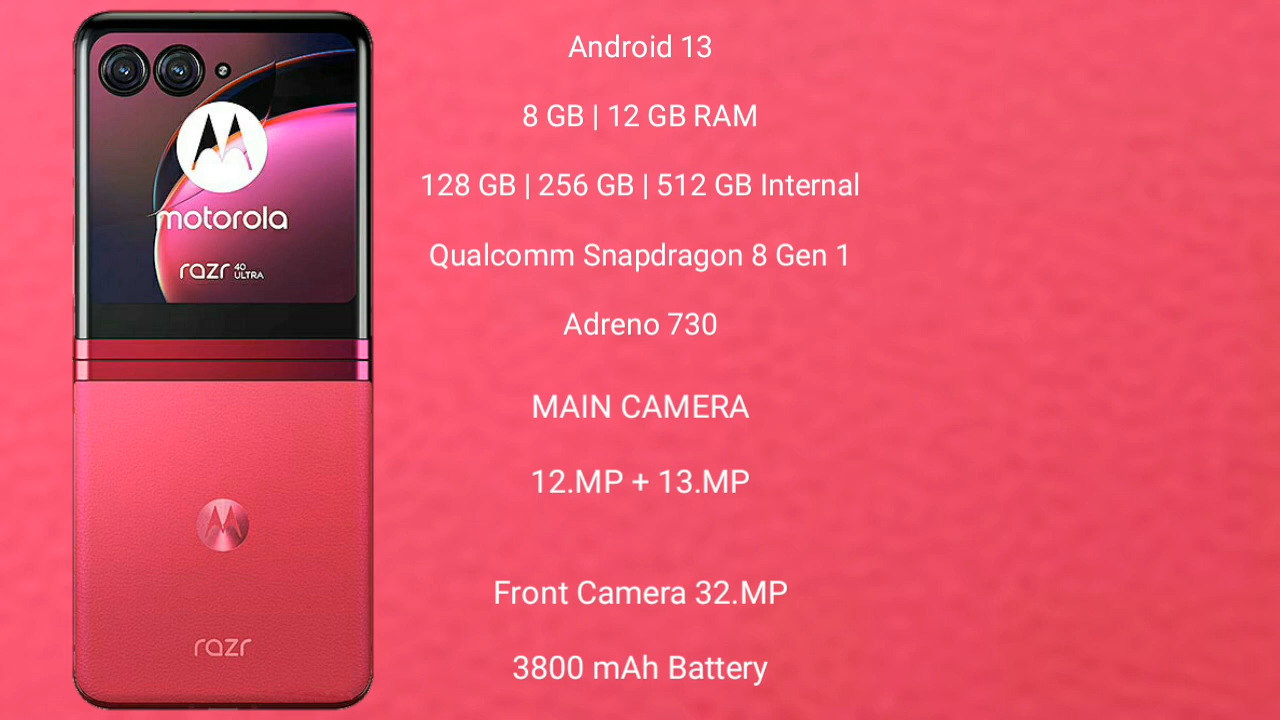 motorola
razr 40 ULTRA
razr
Android 13
8 GB | 12 GB RAM
128 GB | 256 GB | 512 GB Internal
Qualcomm Snapdragon 8 Gen 1
Adreno 730
MAIN CAMERA
12.MP + 13.MP
Front Camera 32.MP
3800 mAh Battery